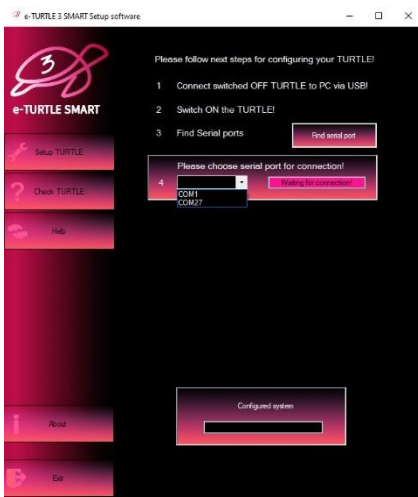 e-TURTLE 3 SMART Setup software
3
e-TURTLE SMART
Setup TURTLE
Check TURTLE
Help
About
Exit
Please follow next steps for configuring your TURTLE!
1 Connect switched OFF TURTLE to PC via USB!
2 Switch ON the TURTLE!
3 Find Serial ports
Find serial port
Please choose serial port for connection!
4
Waiting for connection!
COM1
COM27
Configured system